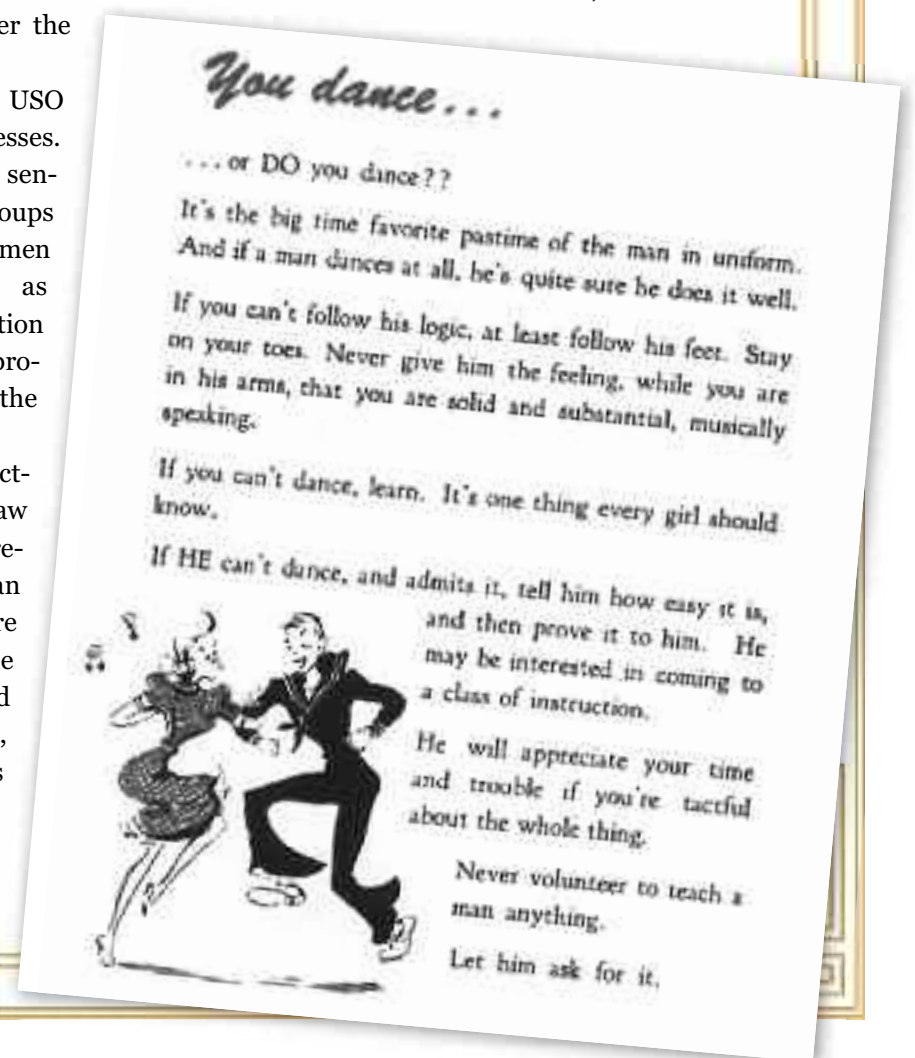 er the
USO
esses.
sen-
oups
men
as
tion
pro-
the
ct-
aw
re-
an
re
e
d
,
s
You dance...
...or DO you dance??
It's the big time favorite pastime of the man in uniform.
And if a man dances at all, he's quite sure he does it well.
If you can't follow his logic, at least follow his feet. Stay
on your toes. Never give him the feeling, while you are
in his arms, that you are solid and substantial, musically
speaking.
If you can't dance, learn. It's one thing every girl should
know.
If HE can't dance, and admits it, tell him how easy it is,
and then prove it to him. He
may be interested in coming to
a class of instruction.
He will appreciate your time
and trouble if you're tactful
about the whole thing.
Never volunteer to teach a
man anything.
Let him ask for it.